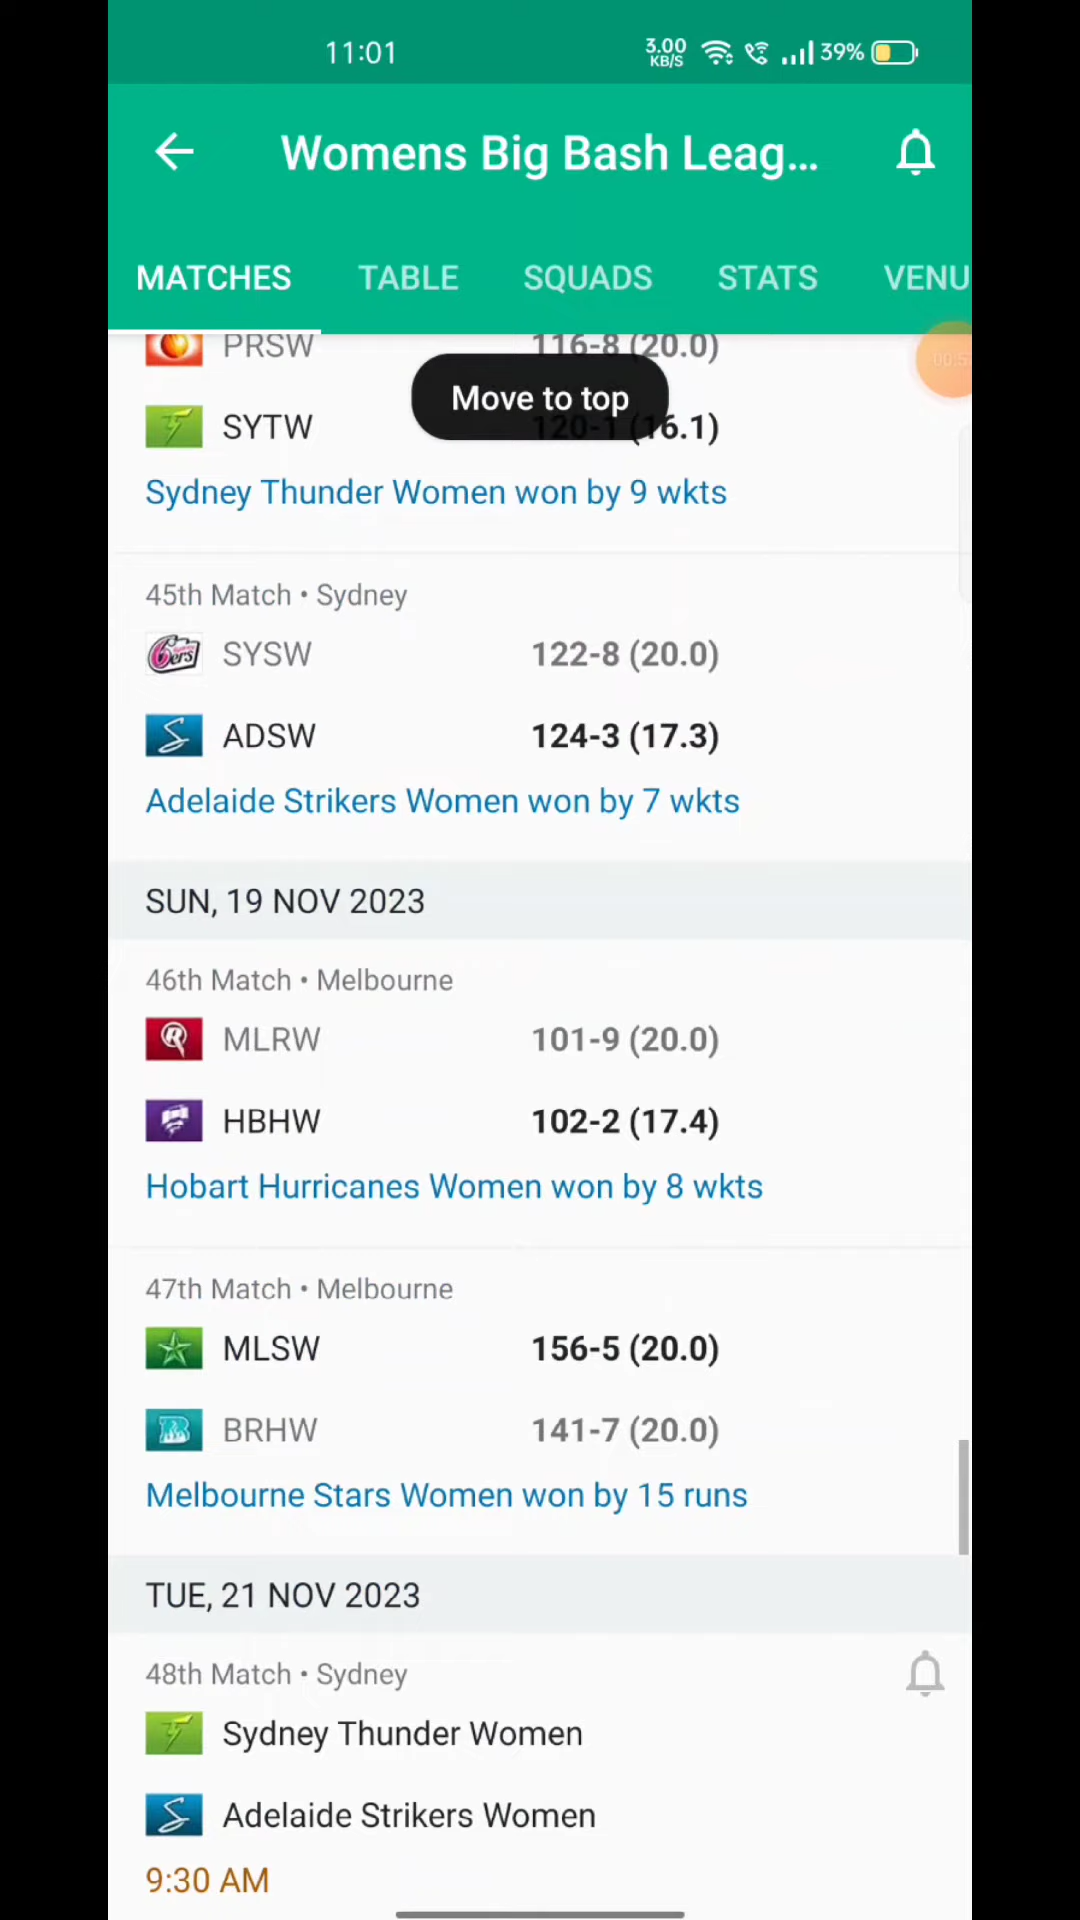 11:01 3.00 KB/S 39%
Womens Big Bash Leag...
MATCHES TABLE SQUADS STATS VENU
PRSW 116-8 (20.0)
Move to top
SYTW 120-1 (16.1)
Sydney Thunder Women won by 9 wkts
45th Match • Sydney
6ers SYSW 122-8 (20.0)
S ADSW 124-3 (17.3)
Adelaide Strikers Women won by 7 wkts
SUN, 19 NOV 2023
46th Match • Melbourne
R MLRW 101-9 (20.0)
HBHW 102-2 (17.4)
Hobart Hurricanes Women won by 8 wkts
47th Match • Melbourne
MLSW 156-5 (20.0)
B BRHW 141-7 (20.0)
Melbourne Stars Women won by 15 runs
TUE, 21 NOV 2023
48th Match • Sydney
Sydney Thunder Women
S Adelaide Strikers Women
9:30 AM